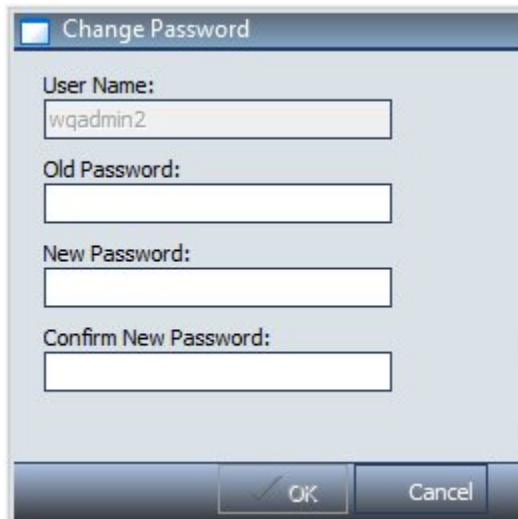 Change Password
User Name:
wqadmin2
Old Password:
New Password:
Confirm New Password:
OK Cancel